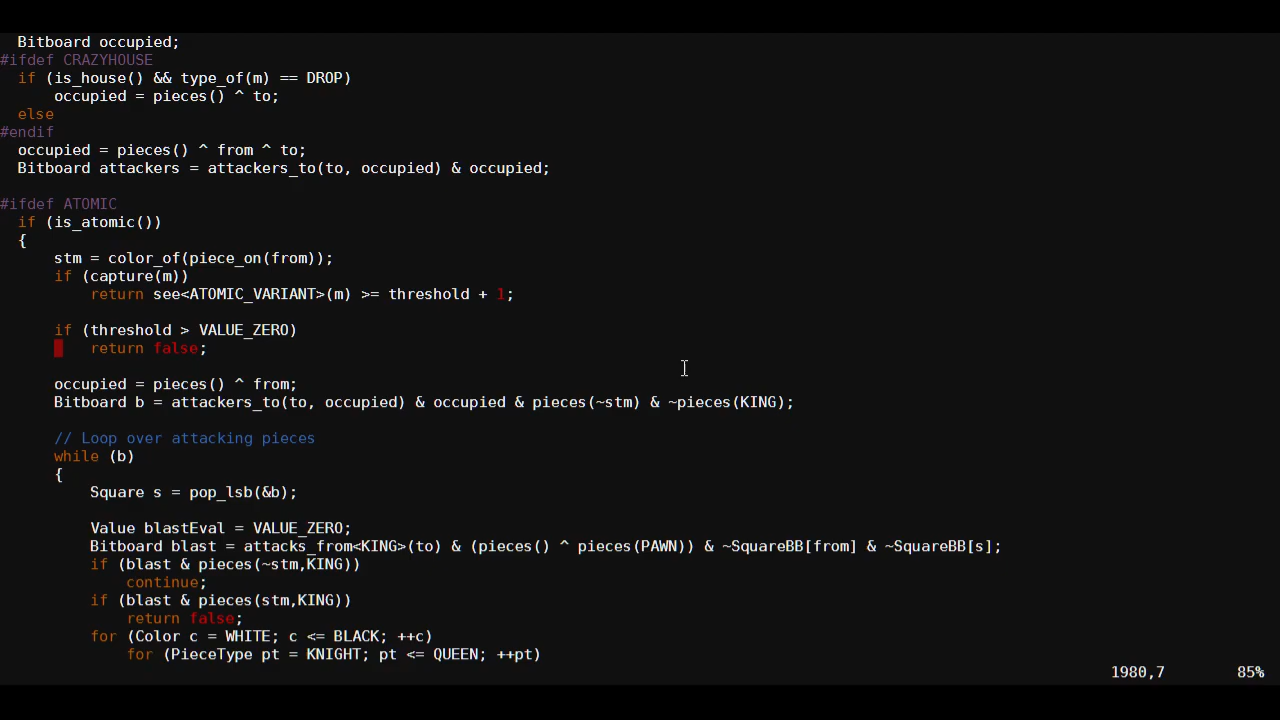 Bitboard occupied;
#ifdef CRAZYHOUSE
if (is_house() && type_of(m) == DROP)
occupied = pieces() ^ to;
else
#endif
occupied = pieces() ^ from ^ to;
Bitboard attackers = attackers_to(to, occupied) & occupied;
#ifdef ATOMIC
if (is_atomic())
{
stm = color_of(piece_on(from));
if (capture(m))
return see<ATOMIC_VARIANT>(m) >= threshold + 1;
if (threshold > VALUE_ZERO)
return false;
occupied = pieces() ^ from;
Bitboard b = attackers_to(to, occupied) & occupied & pieces(~stm) & ~pieces(KING);
// Loop over attacking pieces
while (b)
{
Square s = pop_lsb(&b);
Value blastEval = VALUE_ZERO;
Bitboard blast = attacks_from<KING>(to) & (pieces() ^ pieces(PAWN)) & ~SquareBB[from] & ~SquareBB[s];
if (blast & pieces(~stm,KING))
continue;
if (blast & pieces(stm,KING))
return false;
for (Color c = WHITE; c <= BLACK; ++c)
for (PieceType pt = KNIGHT; pt <= QUEEN; ++pt)
1980,7 85%